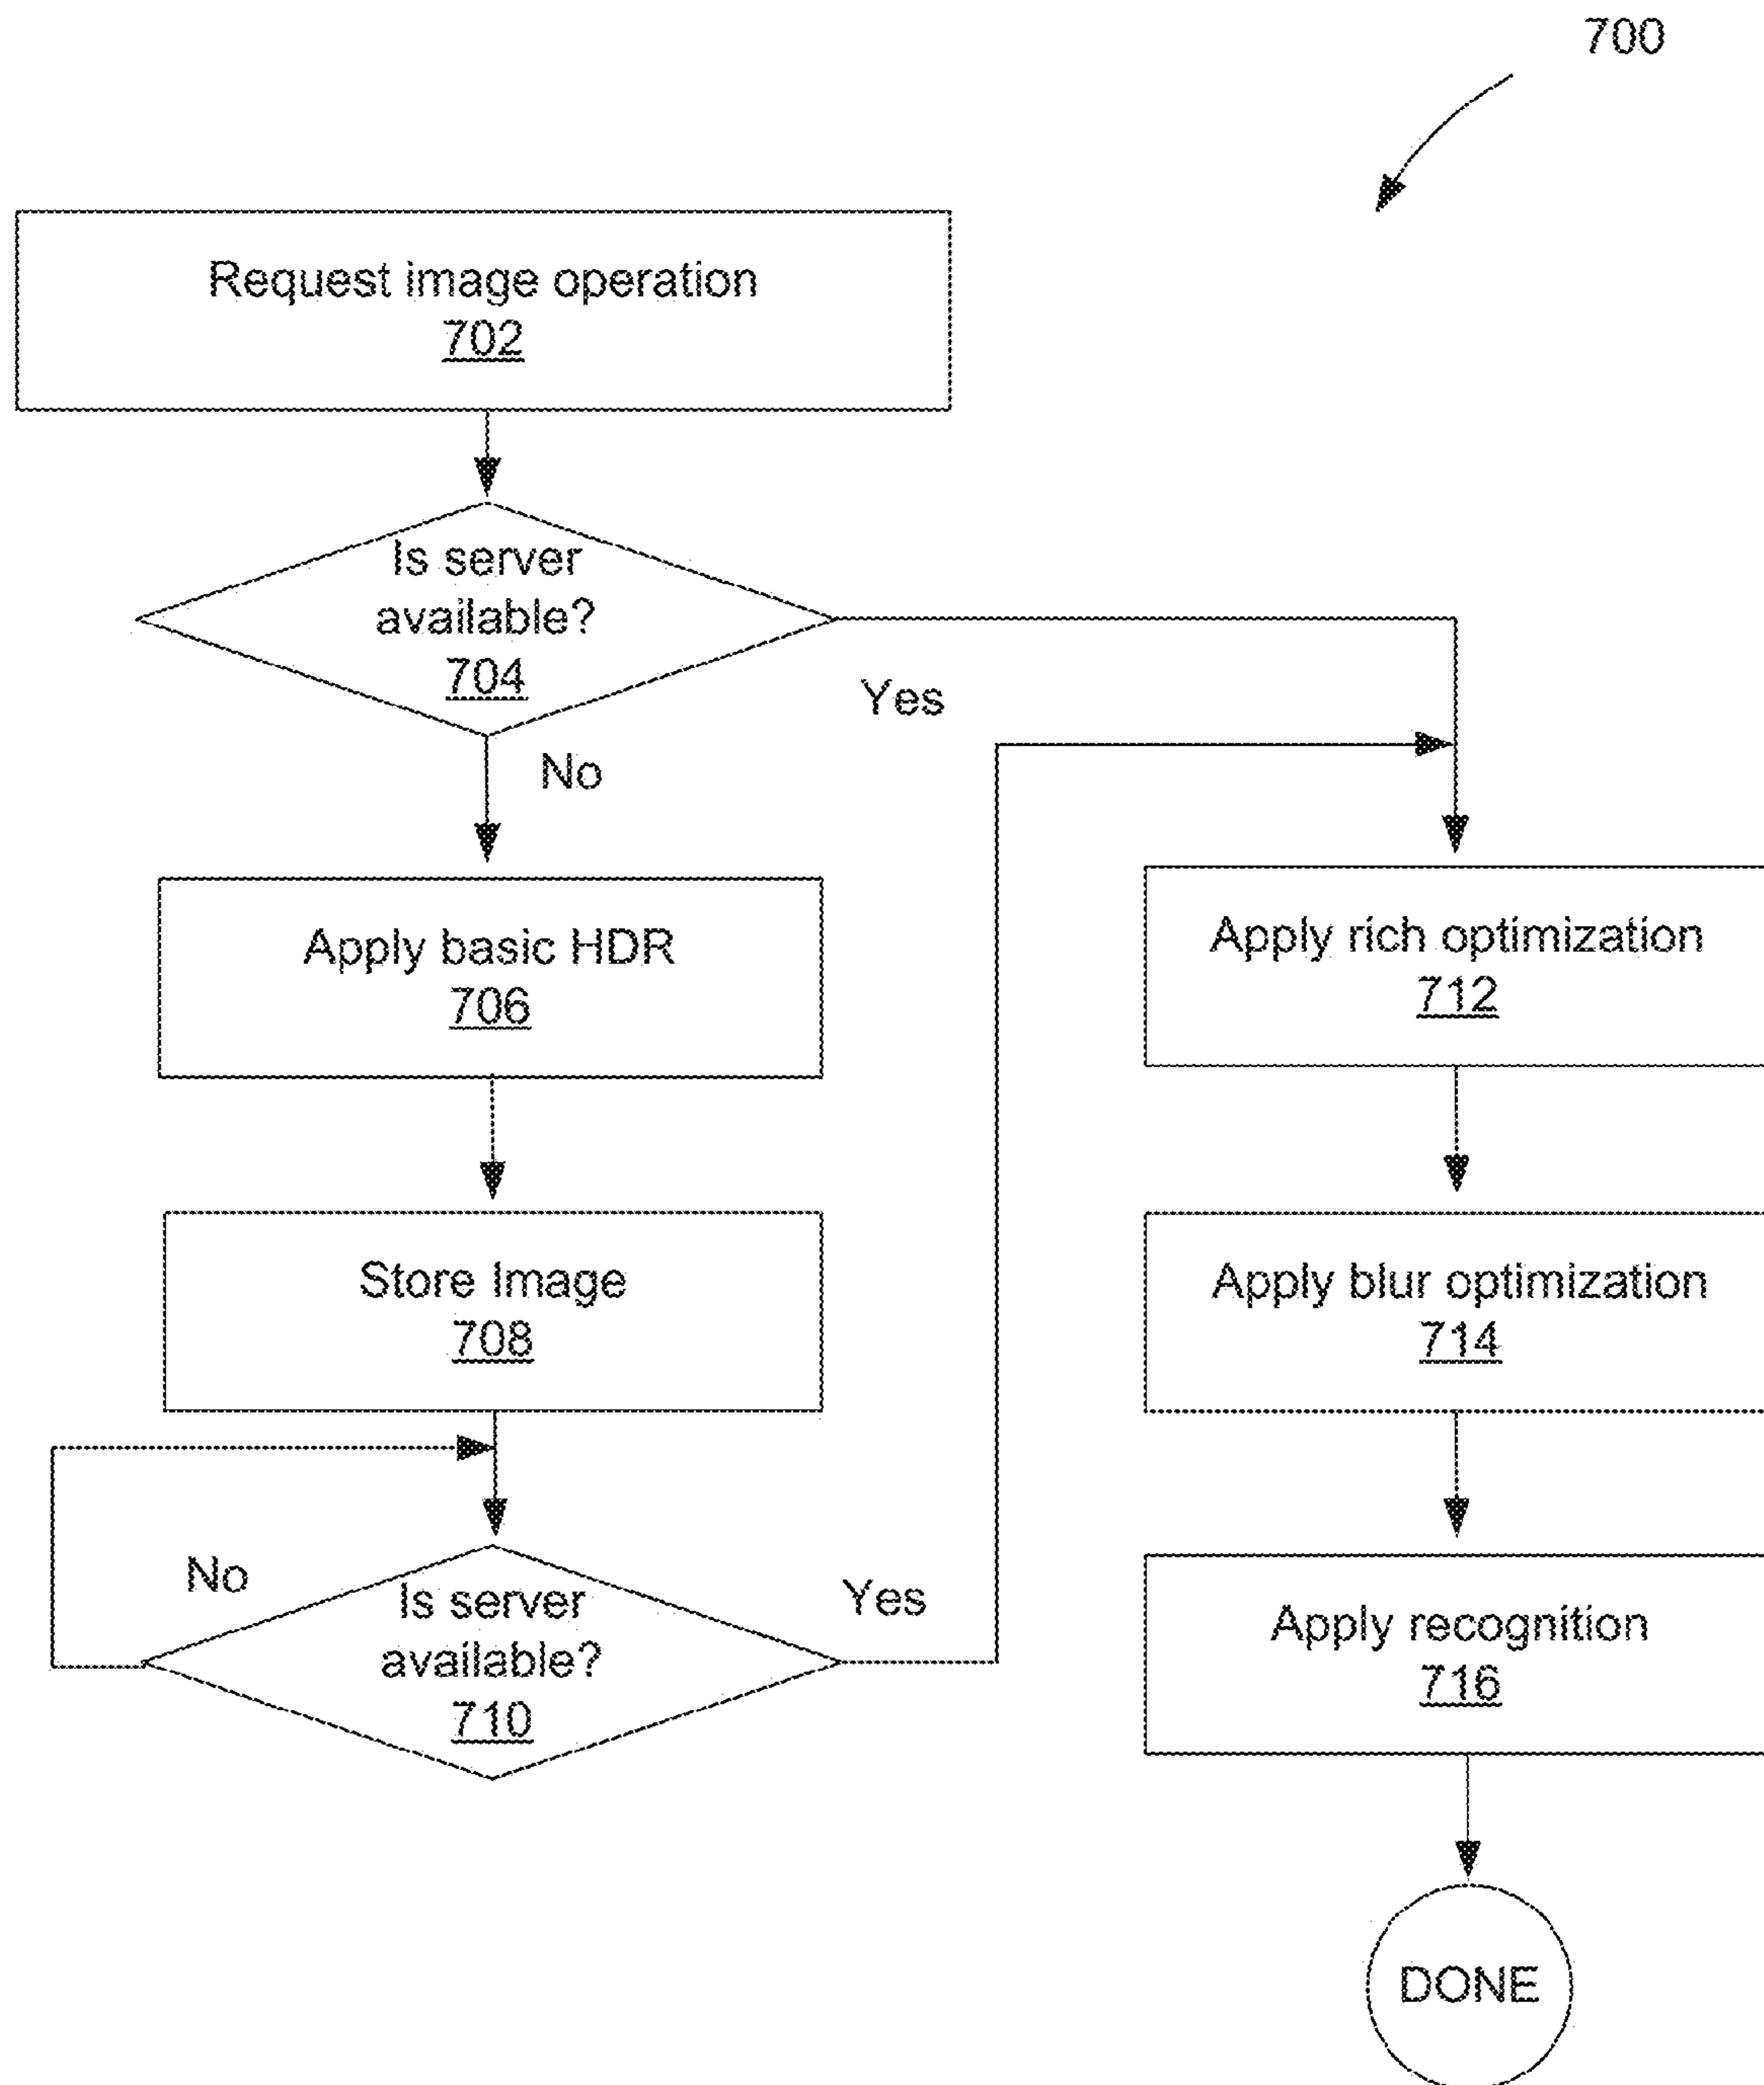 700
Request image operation
702
Is server
available?
704
Yes
No
Apply basic HDR
706
Store Image
708
No
Is server
available?
710
Yes
Apply rich optimization
712
Apply blur optimization
714
Apply recognition
716
DONE